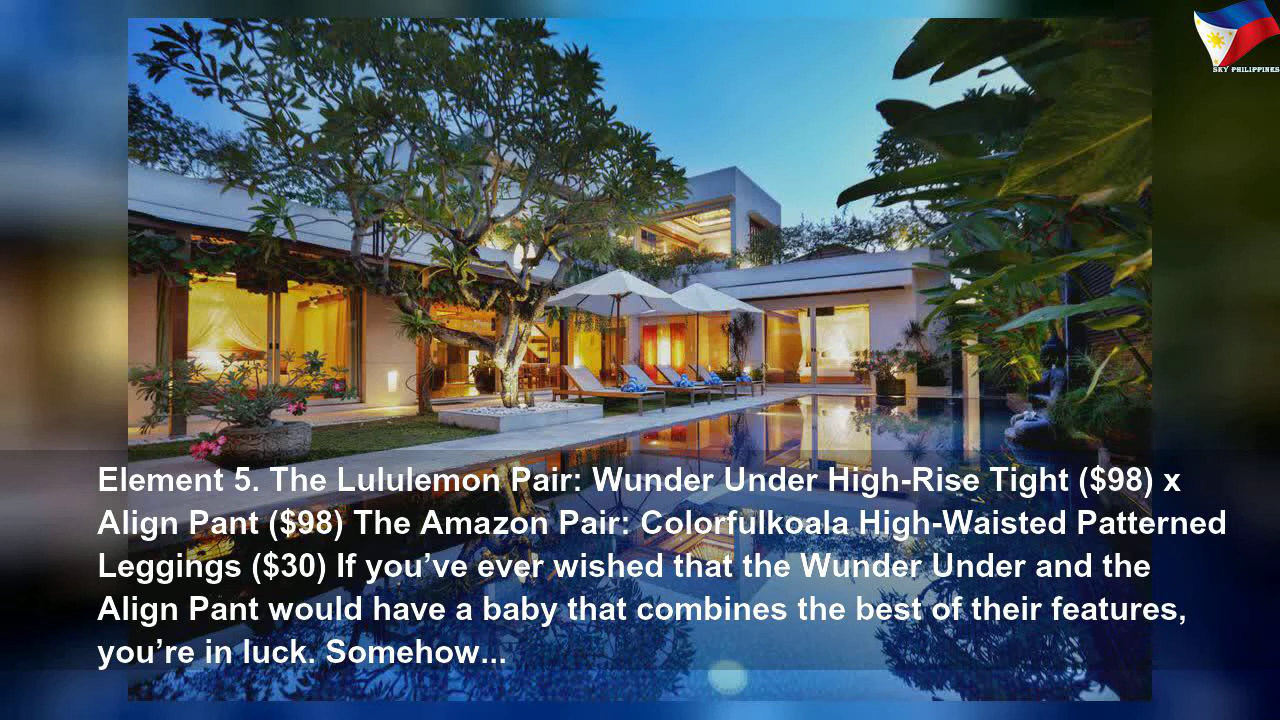 SKY PHILIPPINES
Element 5. The Lululemon Pair: Wunder Under High-Rise Tight ($98) x
Align Pant ($98) The Amazon Pair: Colorfulkoala High-Waisted Patterned
Leggings ($30) If you’ve ever wished that the Wunder Under and the
Align Pant would have a baby that combines the best of their features,
you’re in luck. Somehow...